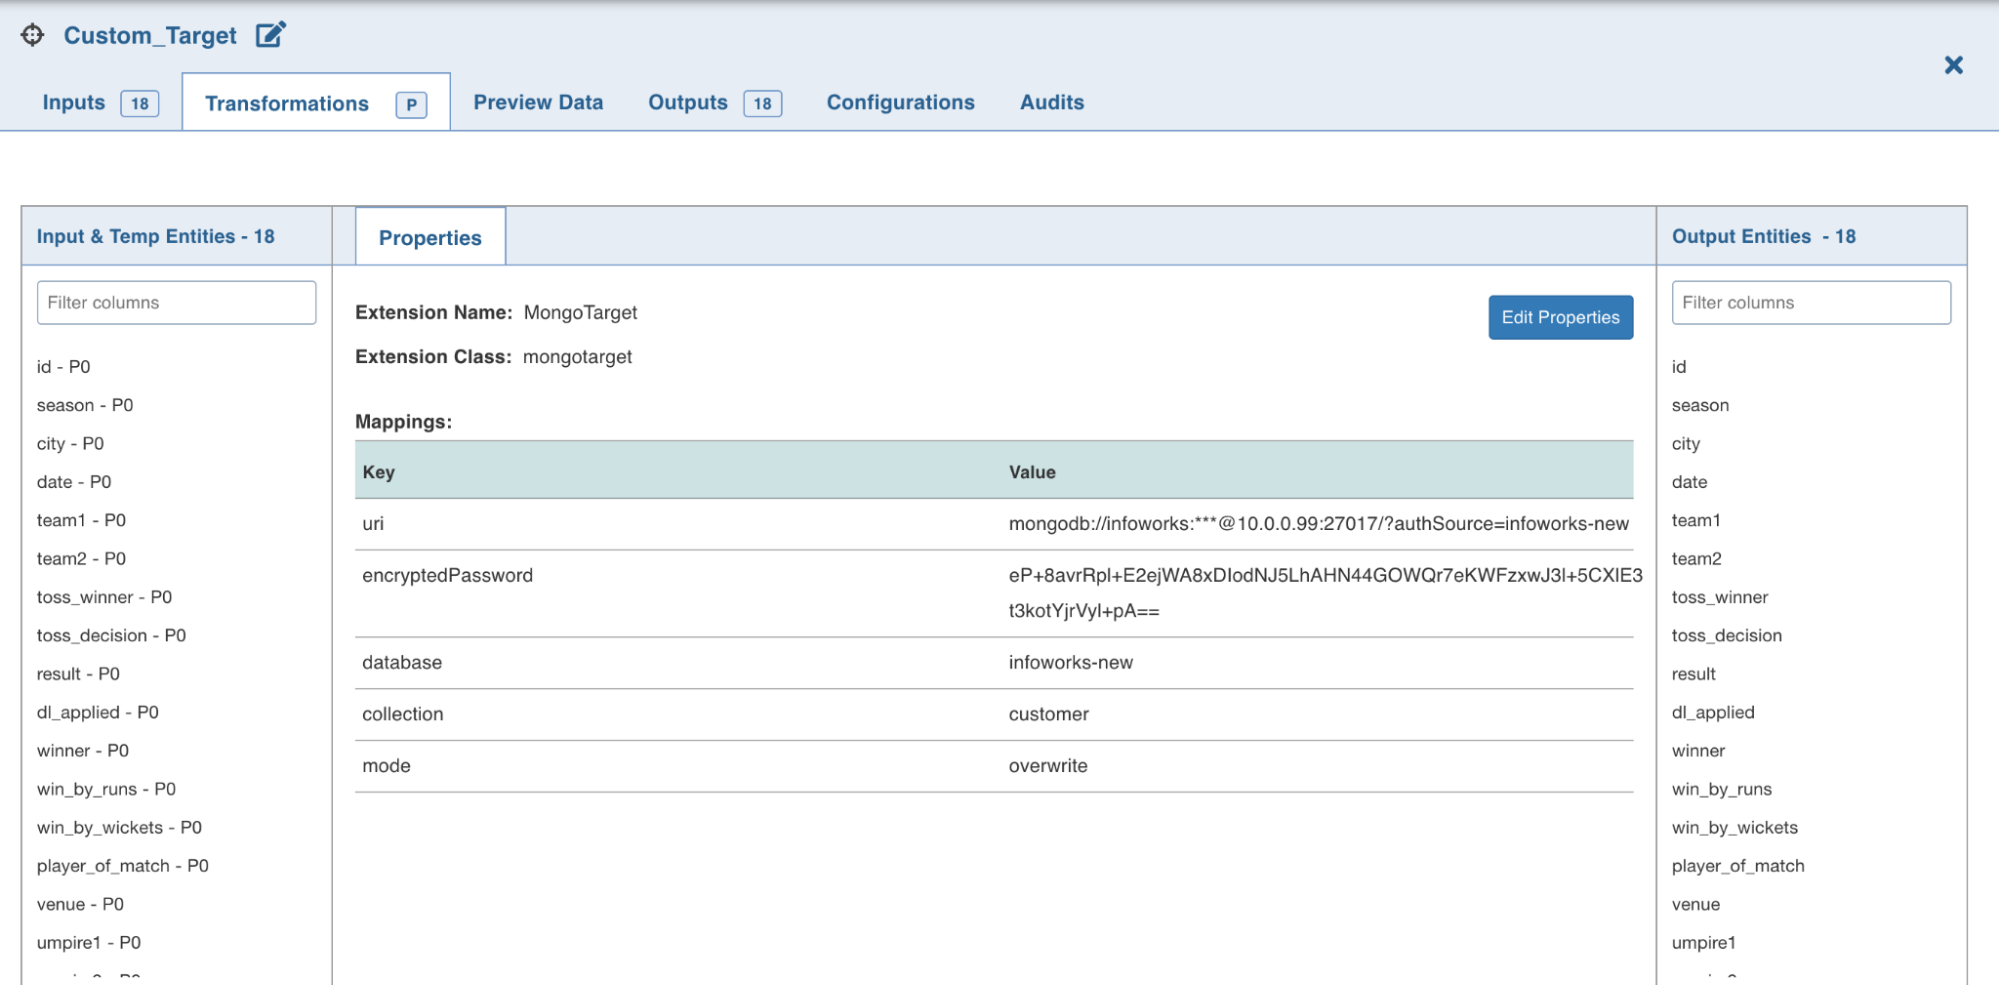 Custom_Target
Inputs 18 Transformations P Preview Data Outputs 18 Configurations Audits
Input & Temp Entities - 18
Filter columns
id - P0
season - P0
city - P0
date - P0
team1 - P0
team2 - P0
toss_winner - P0
toss_decision - P0
result - P0
dl_applied - P0
winner - P0
win_by_runs - P0
win_by_wickets - P0
player_of_match - P0
venue - P0
umpire1 - P0
Properties
Extension Name: MongoTarget
Edit Properties
Extension Class: mongotarget
Mappings:
Key Value
uri mongodb://infoworks:***@10.0.0.99:27017/?authSource=infoworks-new
encryptedPassword eP+8avrRpl+E2ejWA8xDIodNJ5LhAHN44GOWQr7eKWFzxwJ3l+5CXlE3
t3kotYjrVyl+pA==
database infoworks-new
collection customer
mode overwrite
Output Entities - 18
Filter columns
id
season
city
date
team1
team2
toss_winner
toss_decision
result
dl_applied
winner
win_by_runs
win_by_wickets
player_of_match
venue
umpire1